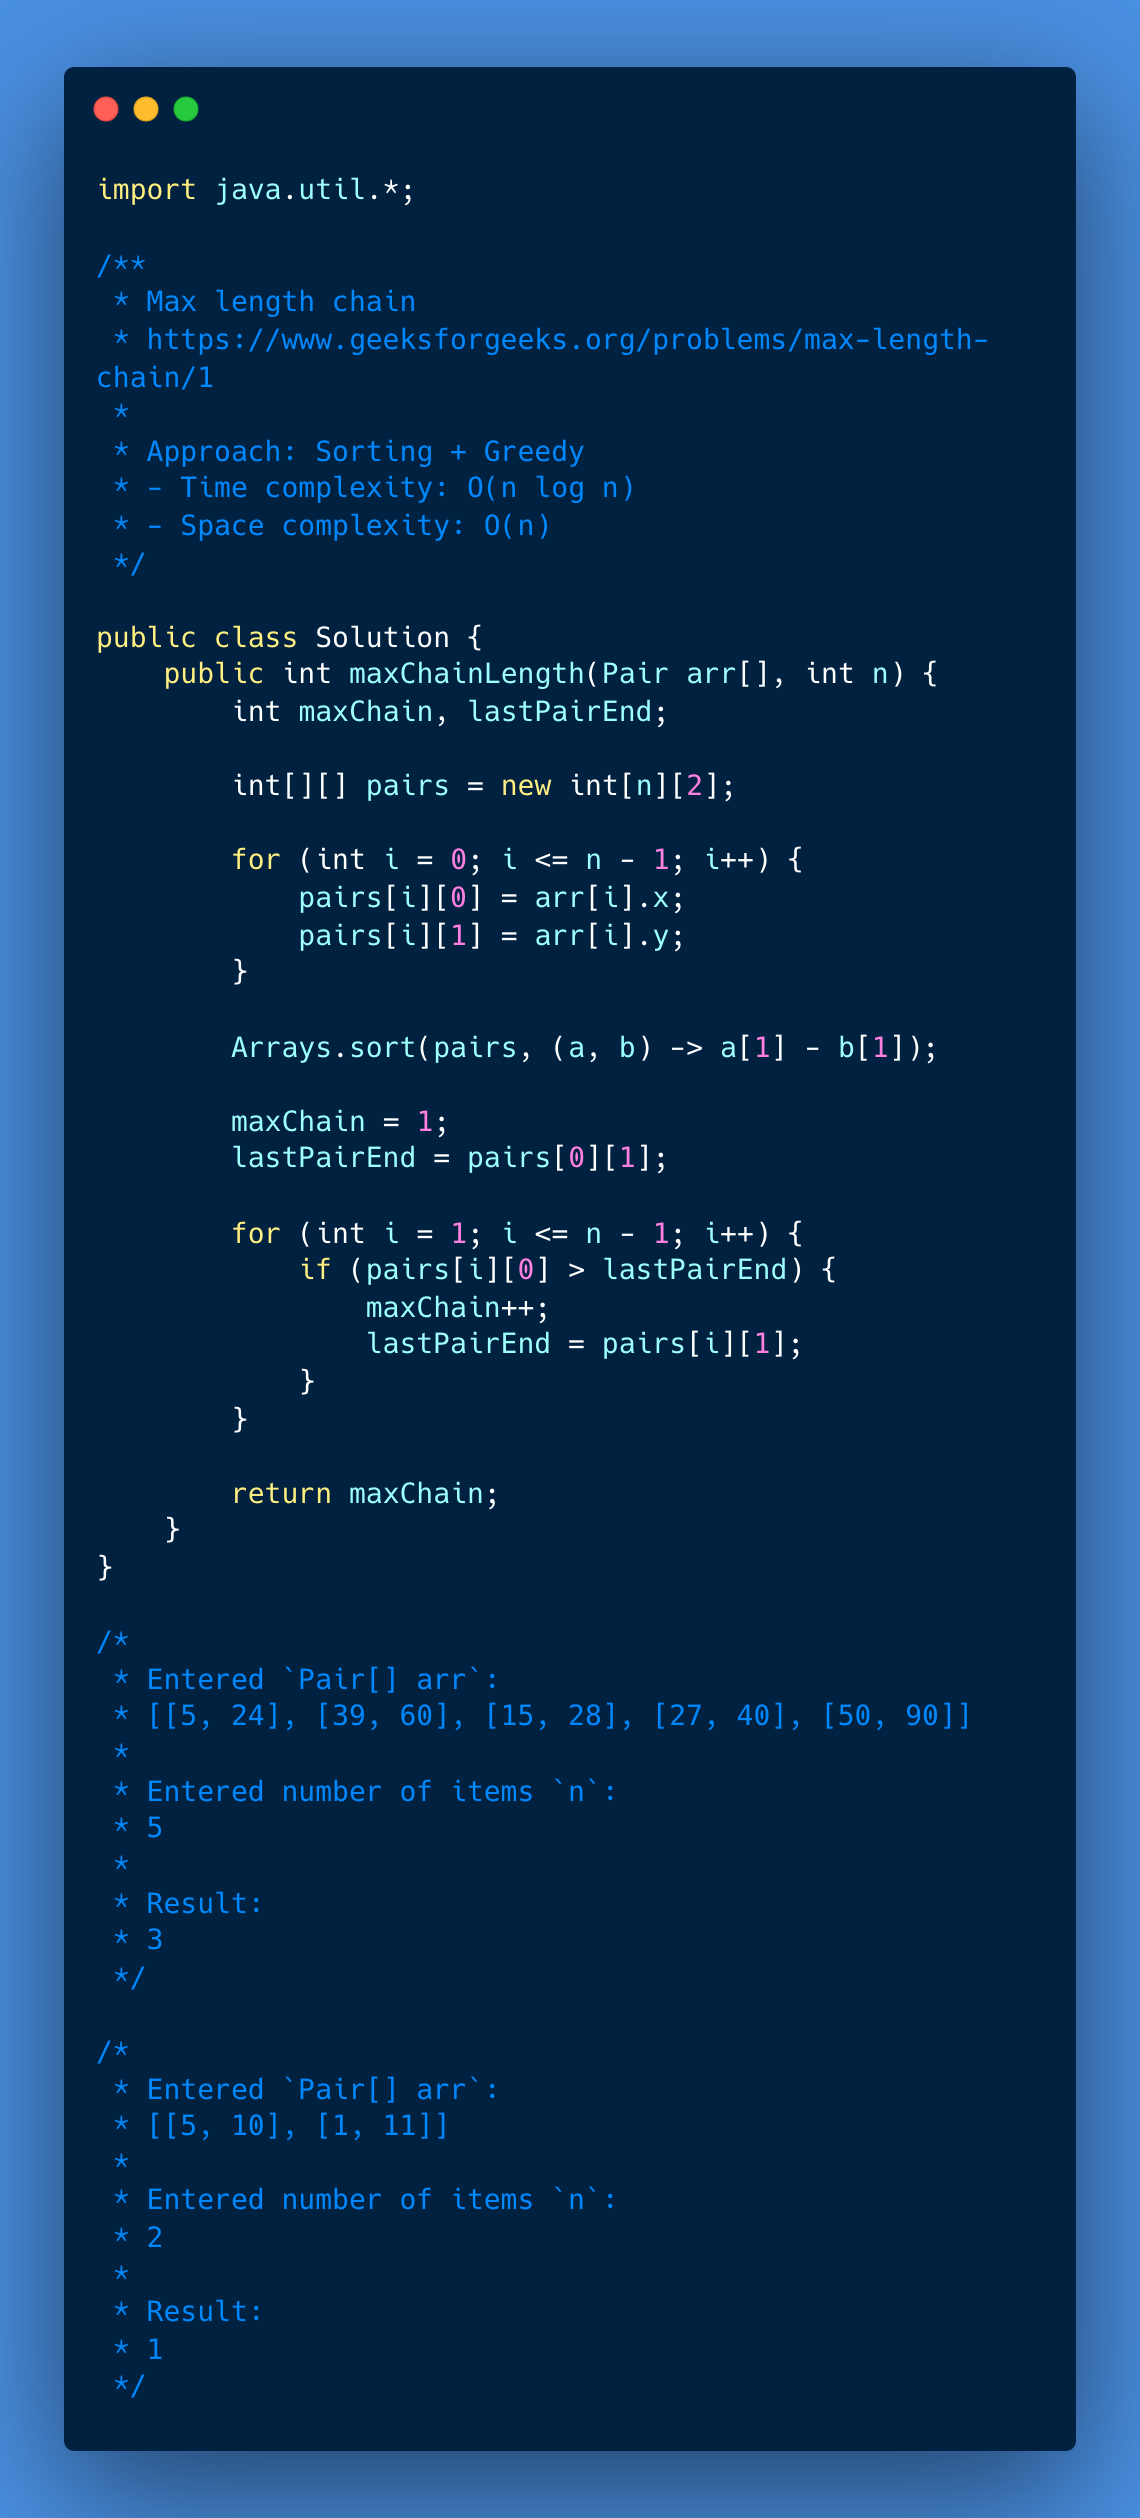 import java.util.*;

/**
 * Max length chain
 * https://www.geeksforgeeks.org/problems/max-length-
chain/1
 *
 * Approach: Sorting + Greedy
 * - Time complexity: O(n log n)
 * - Space complexity: O(n)
 */

public class Solution {
    public int maxChainLength(Pair arr[], int n) {
        int maxChain, lastPairEnd;

        int[][] pairs = new int[n][2];

        for (int i = 0; i <= n - 1; i++) {
            pairs[i][0] = arr[i].x;
            pairs[i][1] = arr[i].y;
        }

        Arrays.sort(pairs, (a, b) -> a[1] - b[1]);

        maxChain = 1;
        lastPairEnd = pairs[0][1];

        for (int i = 1; i <= n - 1; i++) {
            if (pairs[i][0] > lastPairEnd) {
                maxChain++;
                lastPairEnd = pairs[i][1];
            }
        }

        return maxChain;
    }
}

/*
 * Entered `Pair[] arr`:
 * [[5, 24], [39, 60], [15, 28], [27, 40], [50, 90]]
 *
 * Entered number of items `n`:
 * 5
 *
 * Result:
 * 3
 */

/*
 * Entered `Pair[] arr`:
 * [[5, 10], [1, 11]]
 *
 * Entered number of items `n`:
 * 2
 *
 * Result:
 * 1
 */